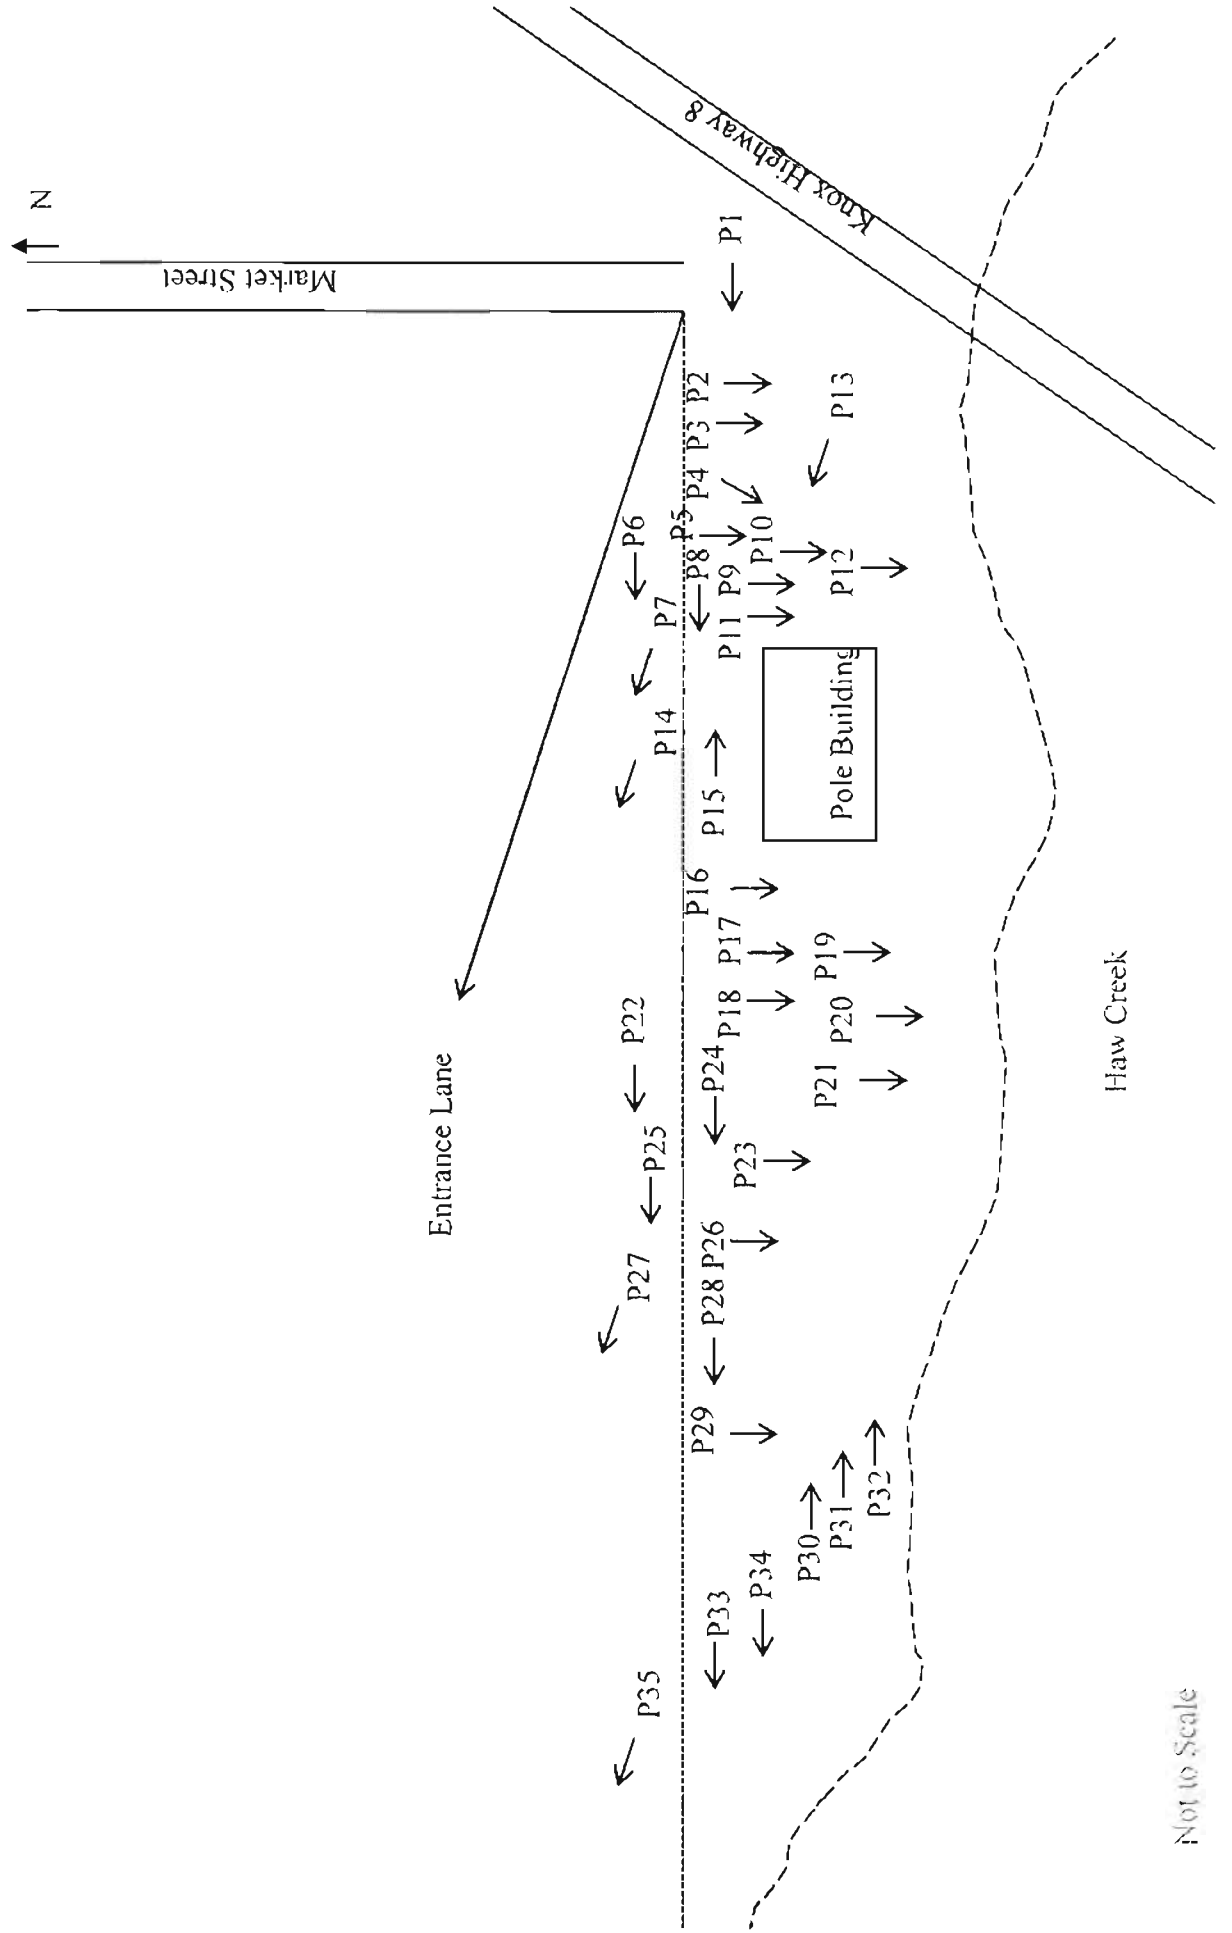 N
Market Street
Knox Highway 8
P1
P2
P3
P4
P5
P6
P7
P8
P9
P10
P11
P12
P13
P14
P15
Pole Building
P16
P17
P18
P19
P20
P21
P22
P23
P24
P25
P26
P27
P28
P29
P30
P31
P32
P33
P34
P35
Entrance Lane
Haw Creek
Not to Scale